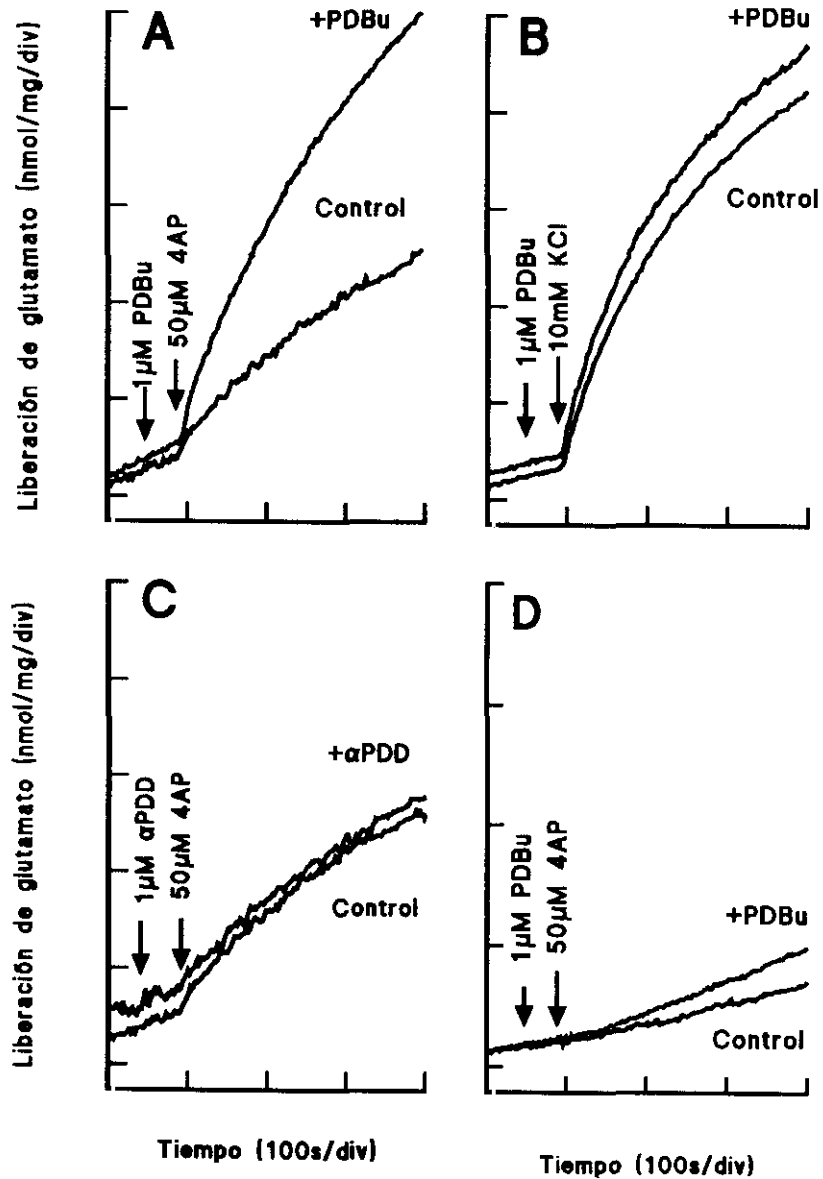 Liberación de glutamato (nmol/mg/div)
A
+PDBu
Control
1µM PDBu
50µM 4AP
B
+PDBu
Control
1µM PDBu
10mM KCl
Liberación de glutamato (nmol/mg/div)
C
+αPDD
Control
1µM αPDD
50µM 4AP
D
+PDBu
Control
1µM PDBu
50µM 4AP
Tiempo (100s/div)
Tiempo (100s/div)